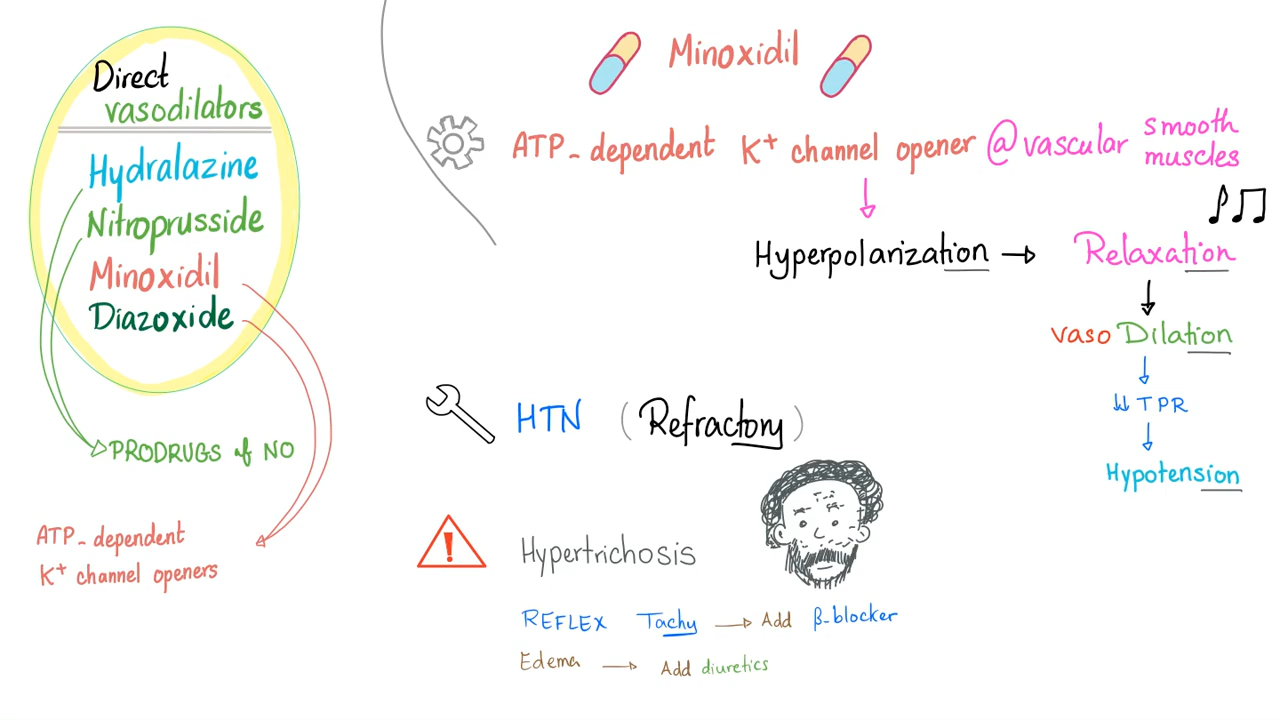 Direct
vasodilators
Hydralazine
Nitroprusside
Minoxidil
Diazoxide
PRODRUGS of NO
ATP-dependent
K+ channel openers
Minoxidil
ATP-dependent K+ channel opener @ vascular smooth muscles
Hyperpolarization → Relaxation
vaso Dilation
↓↓ TPR
Hypotension
HTN (Refractory)
Hypertrichosis
REFLEX Tachy → Add β-blocker
Edema → Add diuretics